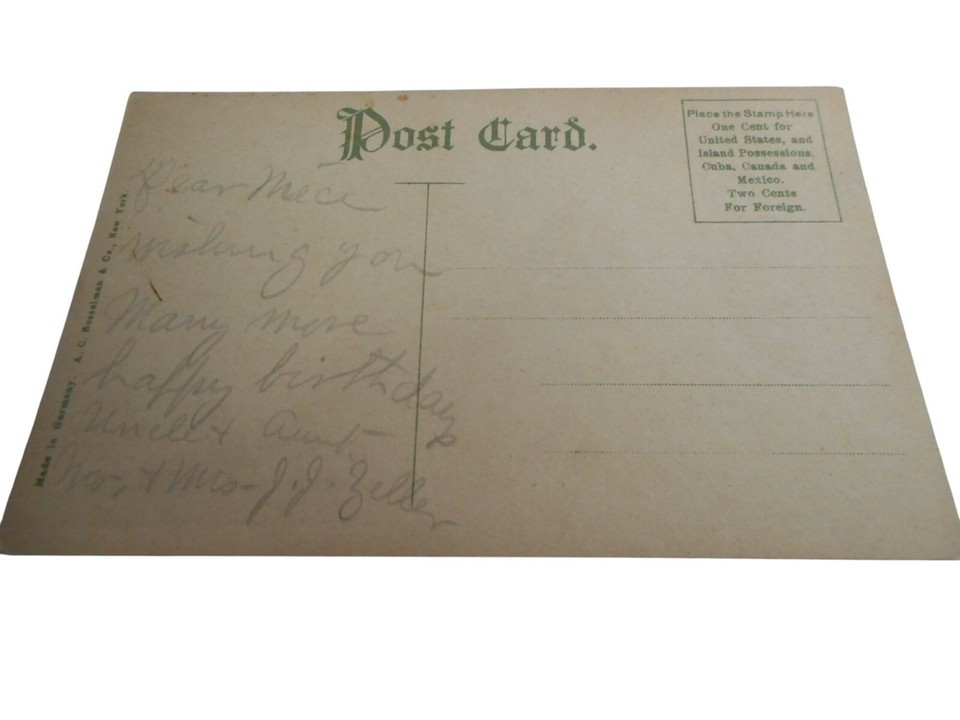 Post Card.
Place the Stamp Here
One Cent for
United States, and
Island Possessions,
Cuba, Canada and
Mexico.
Two Cents
For Foreign.
Dear Niece
wishing you
Many more
happy birthdays
Uncle & Aunt
Mr. & Mrs. J. J. Zeller
Made in Germany. A. C. Bosselman & Co., New York.